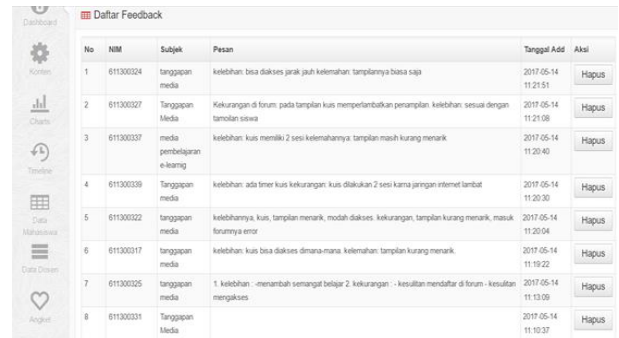 Dashboard
Konten
Charts
Timeline
Data
Mahasiswa
Data Dosen
Angket
Daftar Feedback
No NIM Subjek Pesan Tanggal Add Aksi
1 611300324 tanggapan kelebihan: bisa diakses jarak jauh kelemahan: tampilannya biasa saja 2017-05-14 Hapus
media 11:21:51
2 611300327 Tanggapan Kekurangan di forum: pada tampilan kuis memperlambatkan penampilan. kelebihan: sesuai dengan 2017-05-14 Hapus
Media tamoilan siswa 11:21:08
3 611300337 media kelebihan: kuis memiliki 2 sesi kelemahannya: tampilan masih kurang menarik 2017-05-14 Hapus
pembelajaran 11:20:40
e-learnig
4 611300339 Tanggapan kelebihan: ada timer kuis kekurangan: kuis dilakukan 2 sesi karna jaringan internet lambat 2017-05-14 Hapus
media 11:20:30
5 611300322 tanggapan kelebihannya, kuis, tampilan menarik, modah diakses. kekurangan, tampilan kurang menarik, masuk 2017-05-14 Hapus
media forumnya error 11:20:04
6 611300317 tanggapan kelebihan: kuis bisa diakses dimana-mana. kelemahan: tampilan kurang menarik. 2017-05-14 Hapus
media 11:19:22
7 611300325 tanggapan 1. kelebihan : -menambah semangat belajar 2. kekurangan : - kesulitan mendaftar di forum - kesulitan 2017-05-14 Hapus
media mengakses 11:13:09
8 611300331 Tanggapan 2017-05-14 Hapus
Media 11:10:37